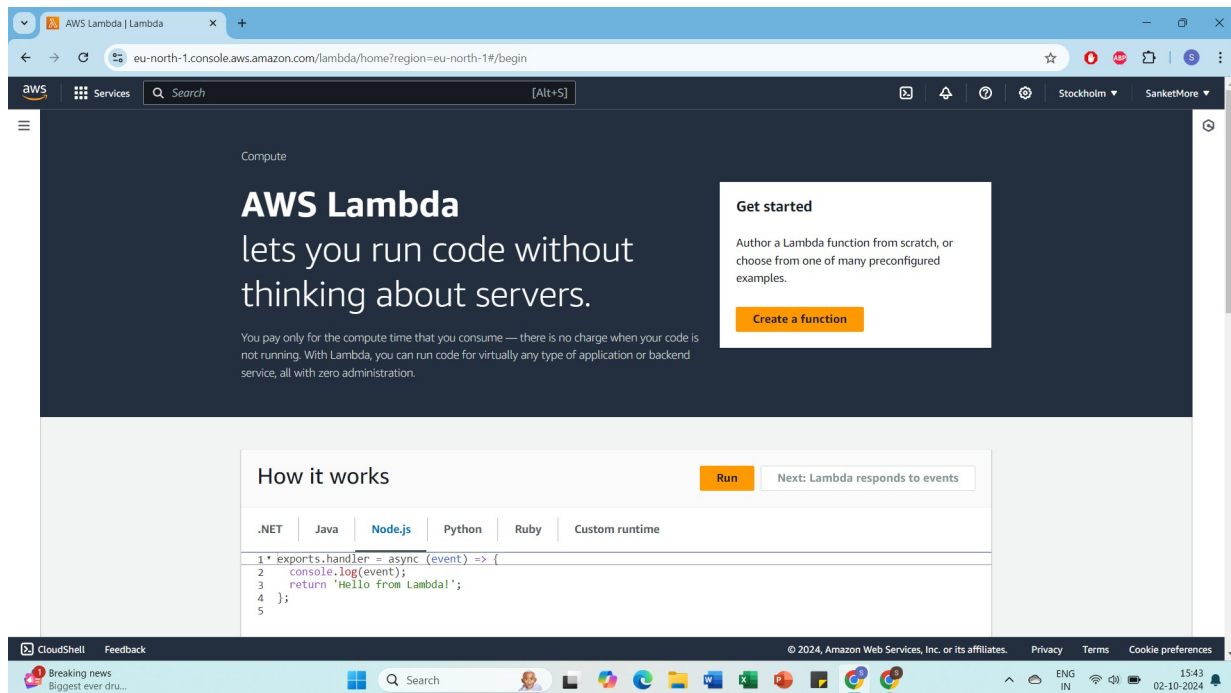 AWS Lambda | Lambda
eu-north-1.console.aws.amazon.com/lambda/home?region=eu-north-1#/begin
ABP
S
aws
Services
Search
[Alt+S]
Stockholm
SanketMore
Compute
AWS Lambda
lets you run code without
thinking about servers.
You pay only for the compute time that you consume — there is no charge when your code is
not running. With Lambda, you can run code for virtually any type of application or backend
service, all with zero administration.
Get started
Author a Lambda function from scratch, or
choose from one of many preconfigured
examples.
Create a function
How it works
Run
Next: Lambda responds to events
.NET
Java
Node.js
Python
Ruby
Custom runtime
1 exports.handler = async (event) => {
2 console.log(event);
3 return 'Hello from Lambda!';
4 };
5
CloudShell
Feedback
© 2024, Amazon Web Services, Inc. or its affiliates.
Privacy
Terms
Cookie preferences
1
Breaking news
Biggest ever dru...
Search
ENG
IN
15:43
02-10-2024